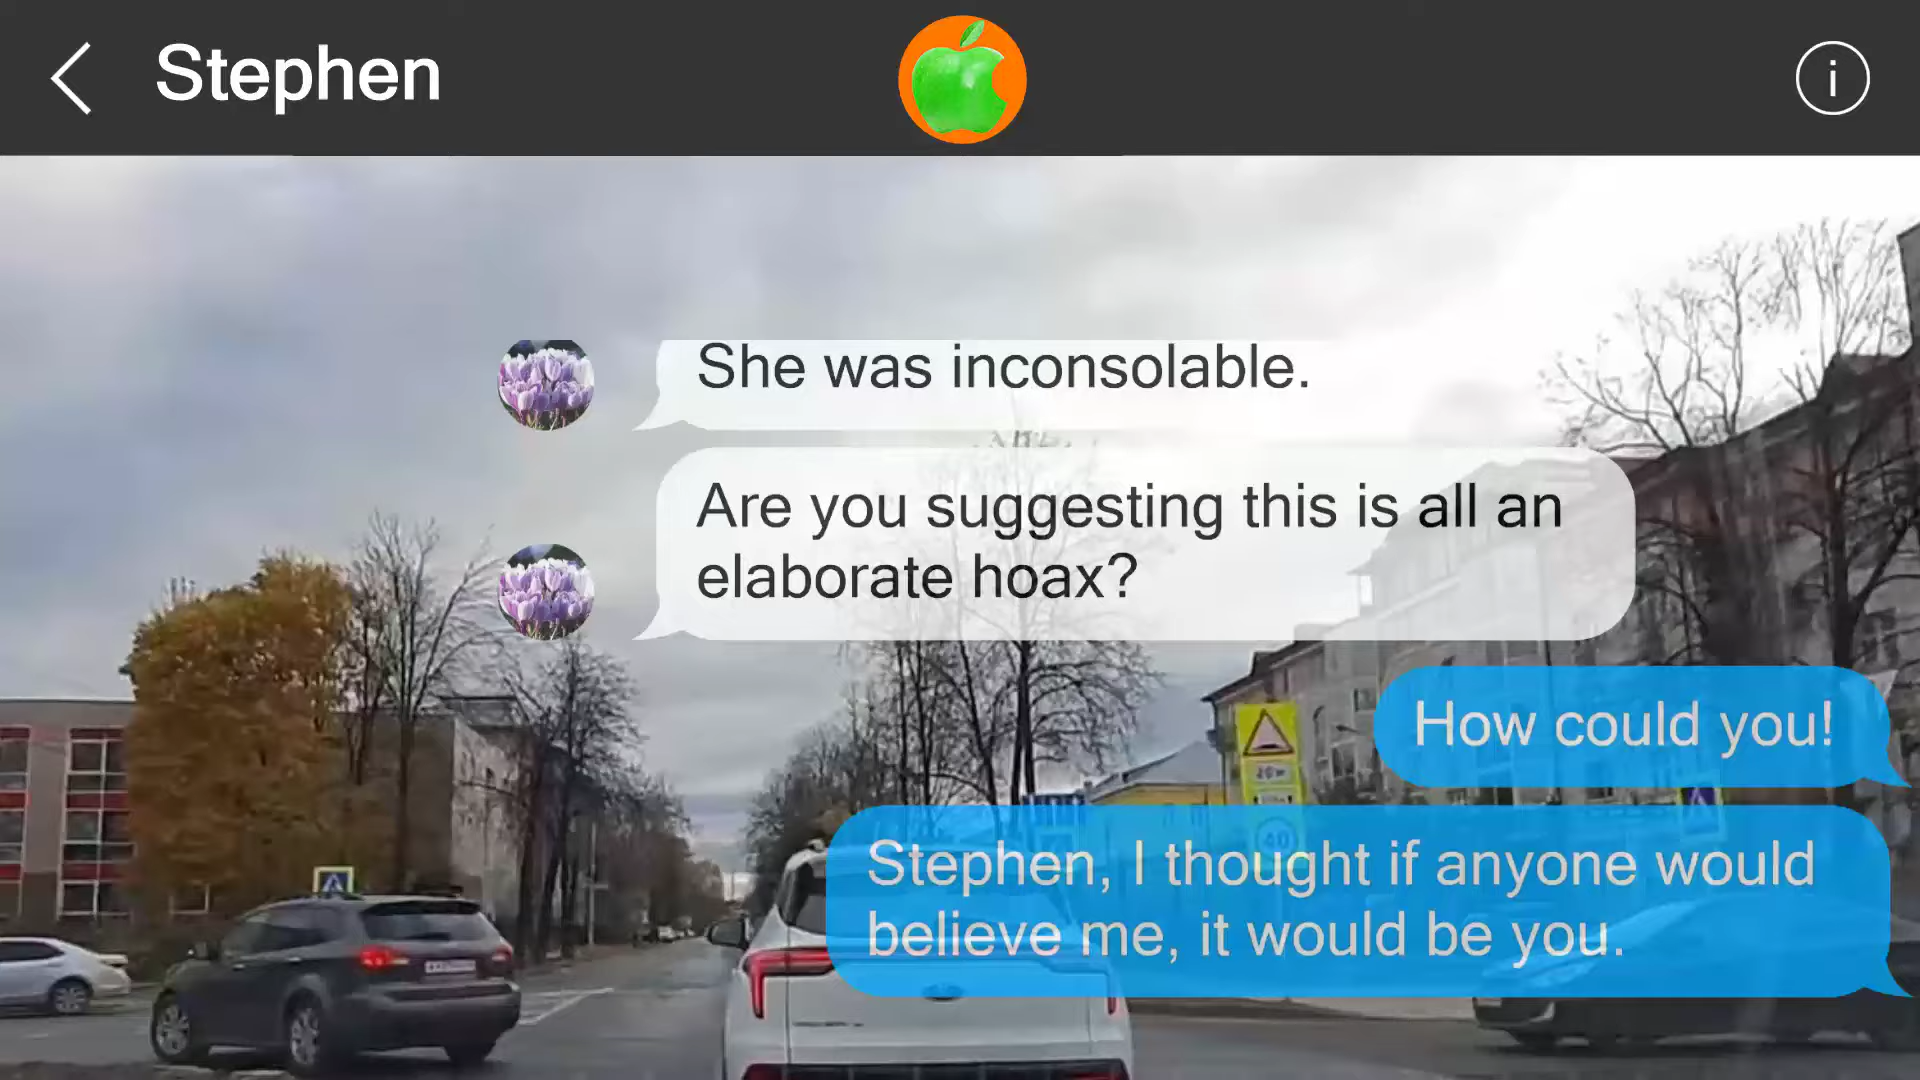 Stephen
i
She was inconsolable.
Are you suggesting this is all an
elaborate hoax?
How could you!
Stephen, I thought if anyone would
believe me, it would be you.
40